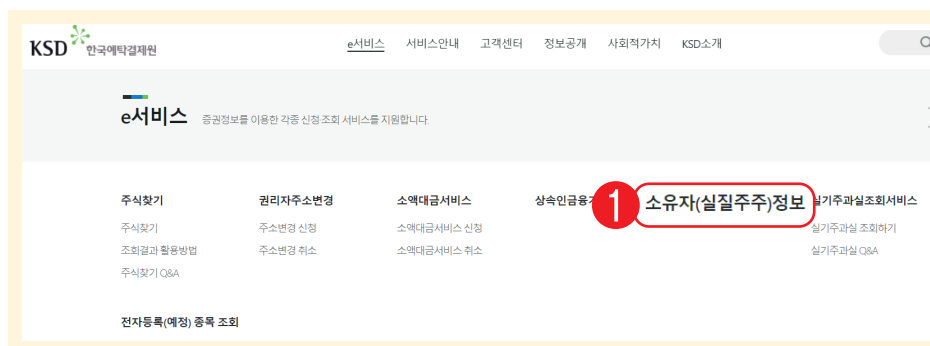 KSD 한국예탁결제원
e서비스 서비스안내 고객센터 정보공개 사회적가치 KSD소개
e서비스 증권정보를 이용한 각종 신청·조회 서비스를 지원합니다.
주식찾기 권리자주소변경 소액대금서비스 상속인금융 1 소유자(실질주주)정보 실기주과실조회서비스
주식찾기 주소변경 신청 소액대금서비스 신청 실기주과실 조회하기
조회결과 활용방법 주소변경 취소 소액대금서비스 취소 실기주과실 Q&A
주식찾기 Q&A
전자등록(예정) 종목 조회